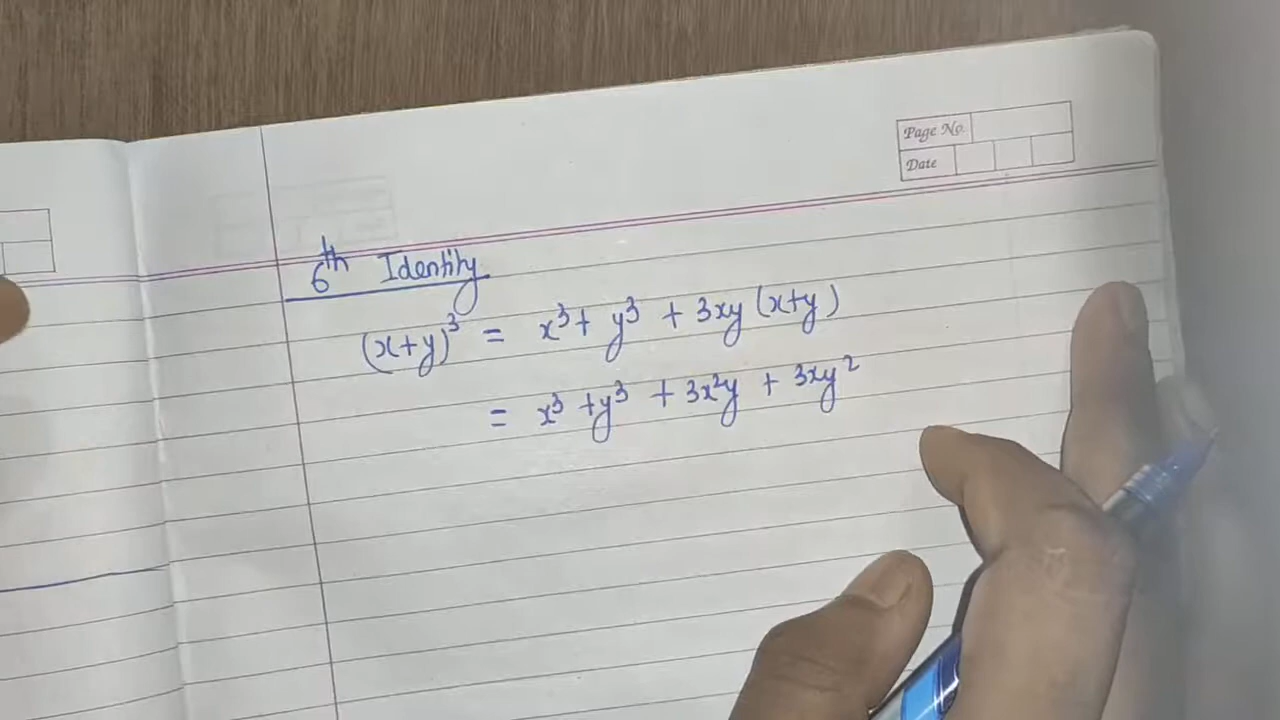 Page No.
Date
6th Identity
(x+y)³ = x³ + y³ + 3xy (x+y)
= x³ + y³ + 3x²y + 3xy²